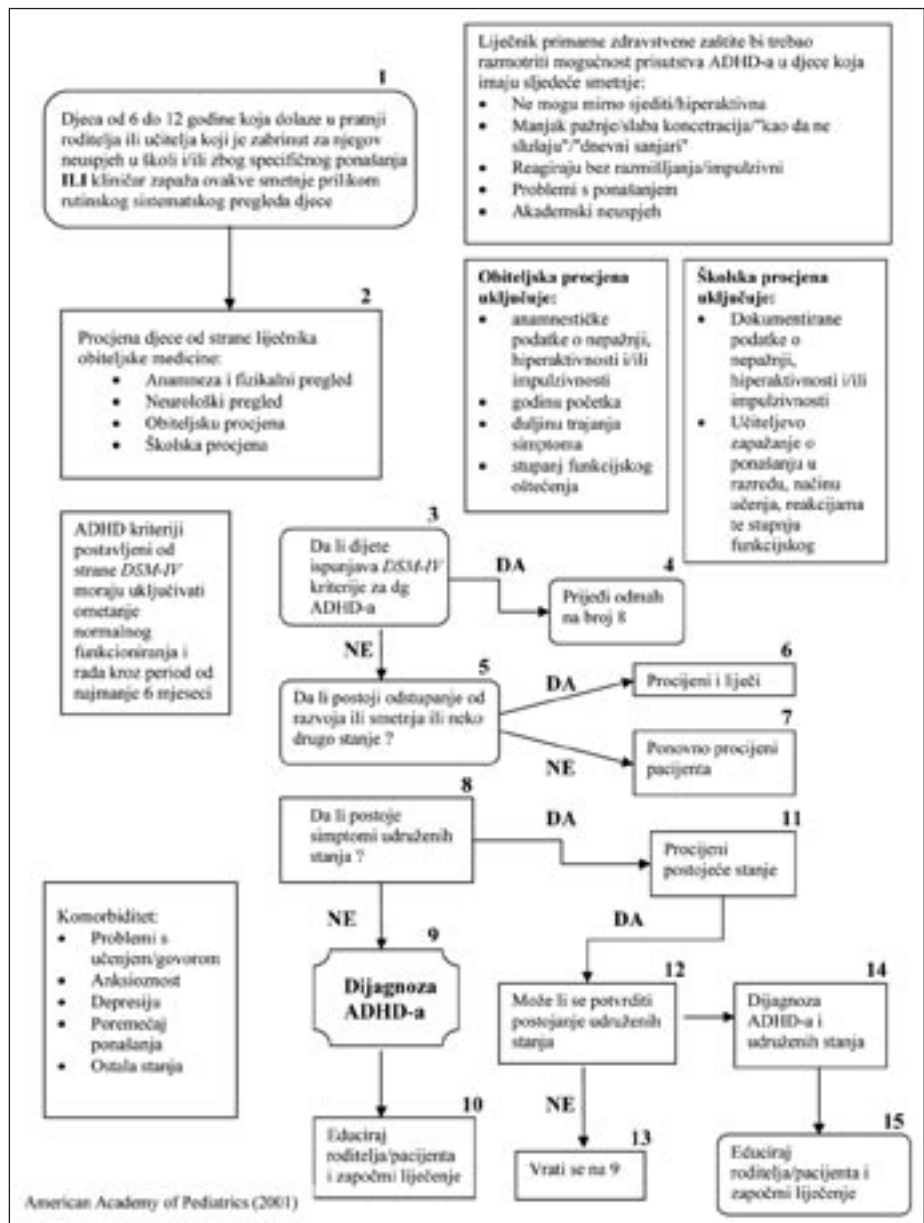 1
Djeca od 6 do 12 godine koja dolaze u pratnji
roditelja ili učitelja koji je zabrinut za njegov
neuspjeh u školi i/ili zbog specifičnog ponašanja
ILI kliničar zapaža ovakve smetnje prilikom
rutinskog sistematskog pregleda djece
Liječnik primarne zdravstvene zaštite bi trebao
razmotriti mogućnost prisutstva ADHD-a u djece koja
imaju sljedeće smetnje:
• Ne mogu mirno sjediti/hiperaktivna
• Manjak pažnje/slaba koncetracija/"kao da ne
slušaju"/"dnevni sanjari"
• Reagiraju bez razmišljanja/impulzivni
• Problemi s ponašanjem
• Akademski neuspjeh
2
Procjena djece od strane liječnika
obiteljske medicine:
• Anamneza i fizikalni pregled
• Neurološki pregled
• Obiteljsku procjena
• Školska procjena
Obiteljska procjena
uključuje:
• anamnestičke
podatke o nepažnji,
hiperaktivnosti i/ili
impulzivnosti
• godinu početka
• duljinu trajanja
simptoma
• stupanj funkcijskog
oštećenja
Školska procjena
uključuje:
• Dokumentirane
podatke o
nepažnji,
hiperaktivnosti i/ili
impulzivnosti
• Učiteljevo
zapažanje o
ponašanju u
razredu, načinu
učenja, reakcijama
te stupnju
funkcijskog
ADHD kriteriji
postavljeni od
strane DSM-IV
moraju uključivati
ometanje
normalnog
funkcioniranja i
rada kroz period od
najmanje 6 mjeseci
3
Da li dijete
ispunjava DSM-IV
kriterije za dg
ADHD-a
DA
4
Prijeđi odmah
na broj 8
NE
5
Da li postoji odstupanje od
razvoja ili smetnja ili neko
drugo stanje ?
DA
6
Procijeni i liječi
NE
7
Ponovno procijeni
pacijenta
8
Da li postoje
simptomi udruženih
stanja ?
DA
11
Procijeni
postojeće stanje
NE
DA
Komorbiditet:
• Problemi s
učenjem/govorom
• Anksioznost
• Depresiju
• Poremećaj
ponašanja
• Ostala stanja
9
Dijagnoza
ADHD-a
12
Može li se potvrditi
postojanje udruženih
stanja
14
Dijagnoza
ADHD-a i
udruženih stanja
NE
10
Educiraj
roditelja/pacijenta
i započmi liječenje
13
Vrati se na 9
15
Educiraj
roditelja/pacijenta i
započmi liječenje
American Academy of Pediatrics (2001)